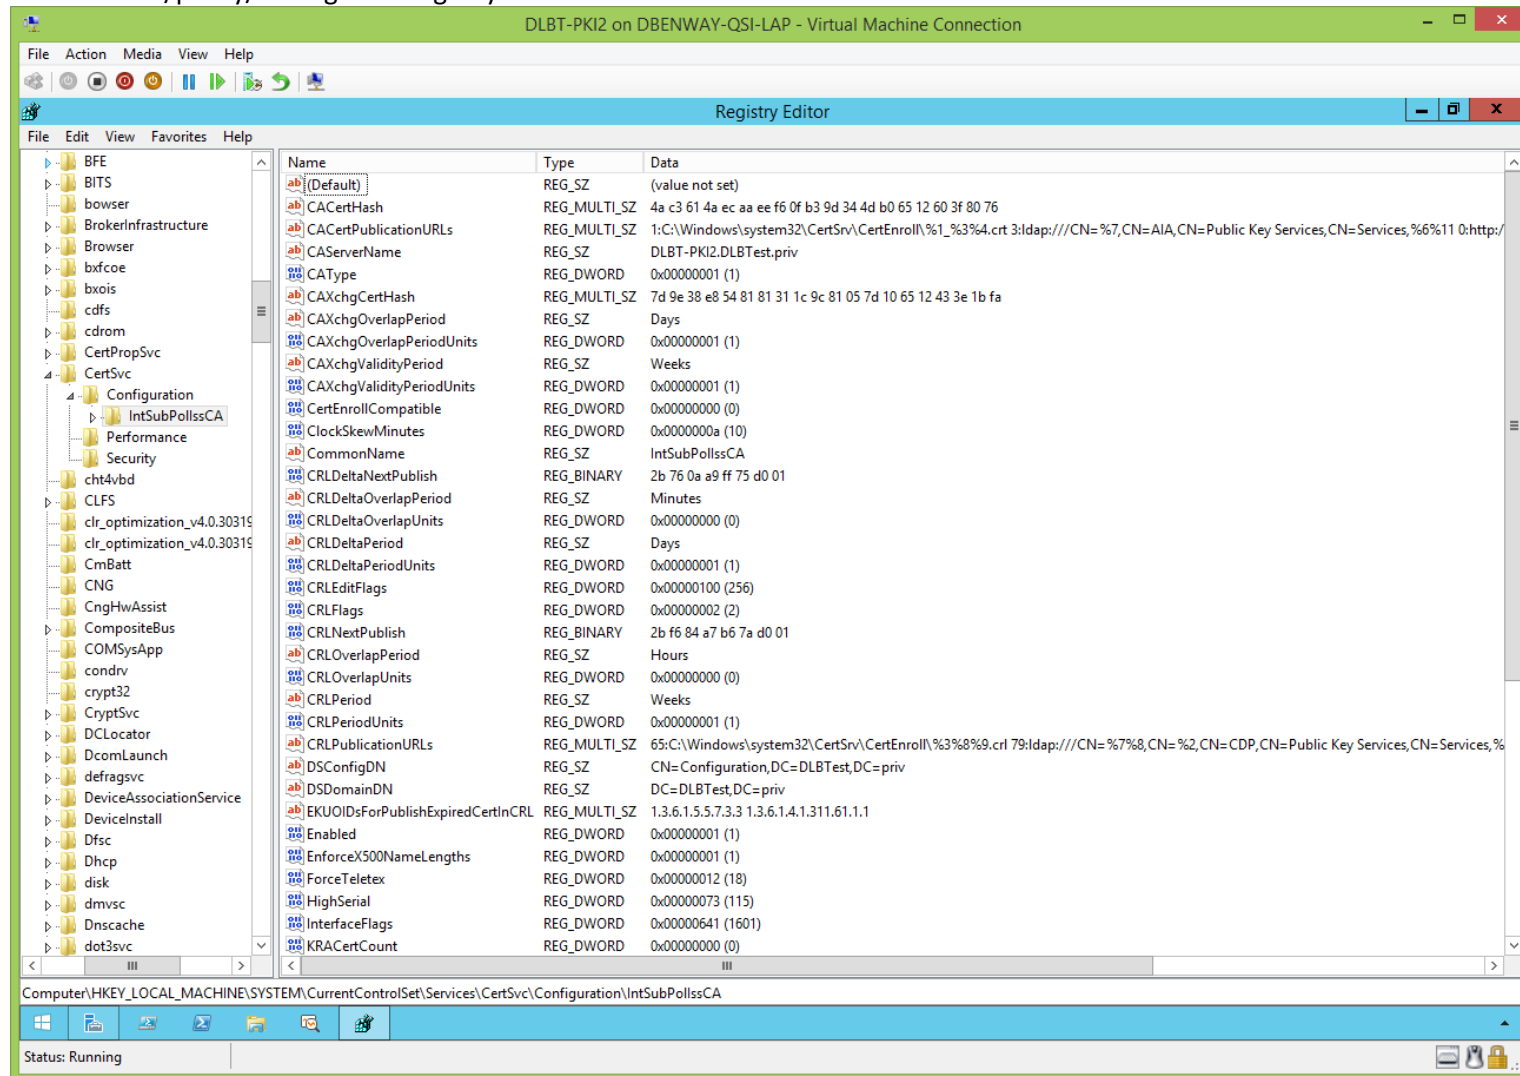 DLBT-PKI2 on DBENWAY-QSI-LAP - Virtual Machine Connection
File Action Media View Help
Registry Editor
File Edit View Favorites Help
BFE
BITS
bowser
BrokerInfrastructure
Browser
bxfcoe
bxois
cdfs
cdrom
CertPropSvc
CertSvc
Configuration
IntSubPolIssCA
Performance
Security
cht4vbd
CLFS
clr_optimization_v4.0.30319
clr_optimization_v4.0.30319
CmBatt
CNG
CngHwAssist
CompositeBus
COMSysApp
condrv
crypt32
CryptSvc
DCLocator
DcomLaunch
defragsvc
DeviceAssociationService
DeviceInstall
Dfsc
Dhcp
disk
dmvsc
Dnscache
dot3svc
Name Type Data
(Default) REG_SZ (value not set)
CACertHash REG_MULTI_SZ 4a c3 61 4a ec aa ee f6 0f b3 9d 34 4d b0 65 12 60 3f 80 76
CACertPublicationURLs REG_MULTI_SZ 1:C:\Windows\system32\CertSrv\CertEnroll\%1_%3%4.crt 3:ldap:///CN=%7,CN=AIA,CN=Public Key Services,CN=Services,%6%11 0:http:/
CAServerName REG_SZ DLBT-PKI2.DLBTest.priv
CAType REG_DWORD 0x00000001 (1)
CAXchgCertHash REG_MULTI_SZ 7d 9e 38 e8 54 81 81 31 1c 9c 81 05 7d 10 65 12 43 3e 1b fa
CAXchgOverlapPeriod REG_SZ Days
CAXchgOverlapPeriodUnits REG_DWORD 0x00000001 (1)
CAXchgValidityPeriod REG_SZ Weeks
CAXchgValidityPeriodUnits REG_DWORD 0x00000001 (1)
CertEnrollCompatible REG_DWORD 0x00000000 (0)
ClockSkewMinutes REG_DWORD 0x0000000a (10)
CommonName REG_SZ IntSubPolIssCA
CRLDeltaNextPublish REG_BINARY 2b 76 0a a9 ff 75 d0 01
CRLDeltaOverlapPeriod REG_SZ Minutes
CRLDeltaOverlapUnits REG_DWORD 0x00000000 (0)
CRLDeltaPeriod REG_SZ Days
CRLDeltaPeriodUnits REG_DWORD 0x00000001 (1)
CRLEditFlags REG_DWORD 0x00000100 (256)
CRLFlags REG_DWORD 0x00000002 (2)
CRLNextPublish REG_BINARY 2b f6 84 a7 b6 7a d0 01
CRLOverlapPeriod REG_SZ Hours
CRLOverlapUnits REG_DWORD 0x00000000 (0)
CRLPeriod REG_SZ Weeks
CRLPeriodUnits REG_DWORD 0x00000001 (1)
CRLPublicationURLs REG_MULTI_SZ 65:C:\Windows\system32\CertSrv\CertEnroll\%3%8%9.crl 79:ldap:///CN=%7%8,CN=%2,CN=CDP,CN=Public Key Services,CN=Services,%
DSConfigDN REG_SZ CN=Configuration,DC=DLBTest,DC=priv
DSDomainDN REG_SZ DC=DLBTest,DC=priv
EKUOIDsForPublishExpiredCertInCRL REG_MULTI_SZ 1.3.6.1.5.5.7.3.3 1.3.6.1.4.1.311.61.1.1
Enabled REG_DWORD 0x00000001 (1)
EnforceX500NameLengths REG_DWORD 0x00000001 (1)
ForceTeletex REG_DWORD 0x00000012 (18)
HighSerial REG_DWORD 0x00000073 (115)
InterfaceFlags REG_DWORD 0x00000641 (1601)
KRACertCount REG_DWORD 0x00000000 (0)
Computer\HKEY_LOCAL_MACHINE\SYSTEM\CurrentControlSet\Services\CertSvc\Configuration\IntSubPolIssCA
Status: Running